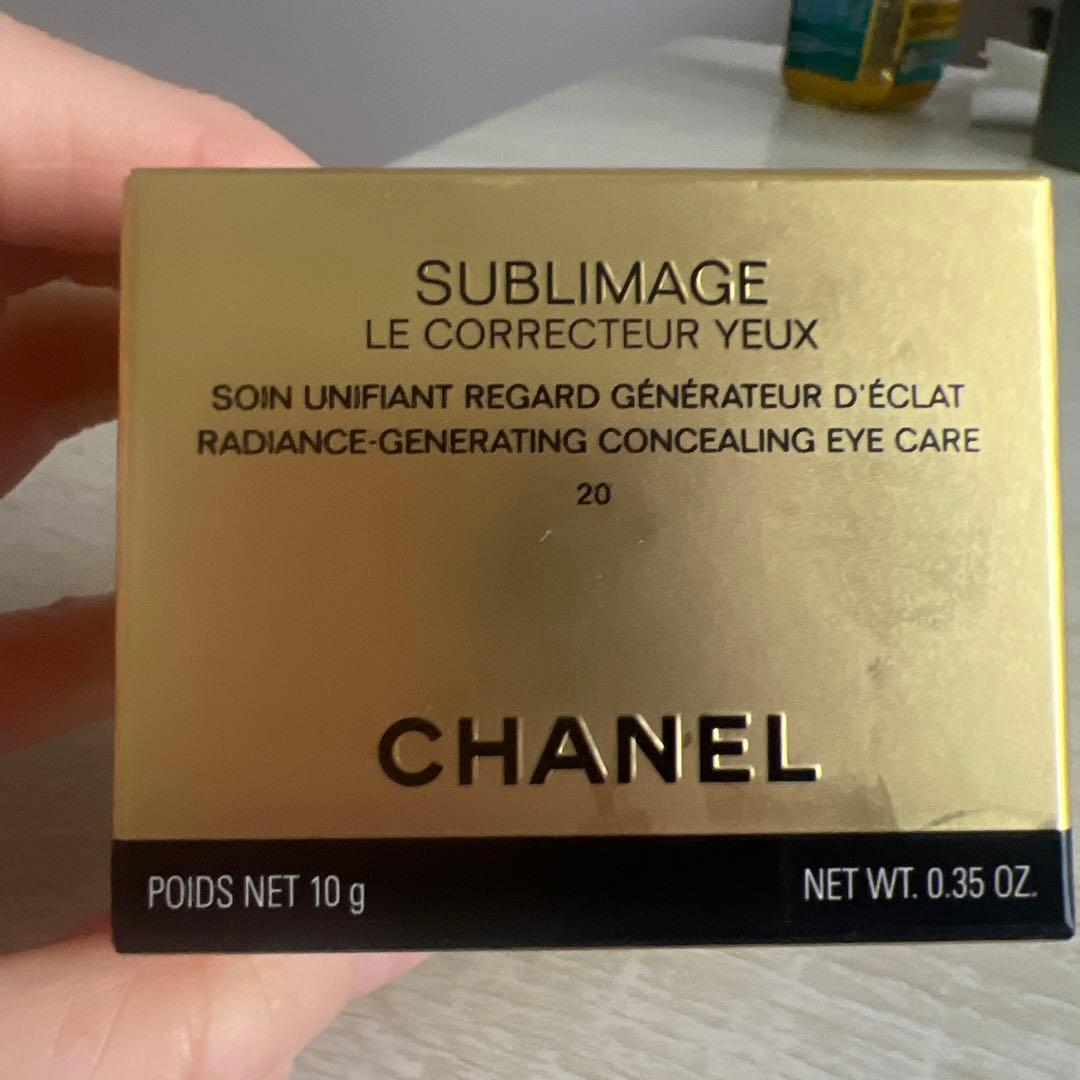 SUBLIMAGE
LE CORRECTEUR YEUX
SOIN UNIFIANT REGARD GÉNÉRATEUR D'ÉCLAT
RADIANCE-GENERATING CONCEALING EYE CARE
20
CHANEL
POIDS NET 10 g
NET WT. 0.35 OZ.